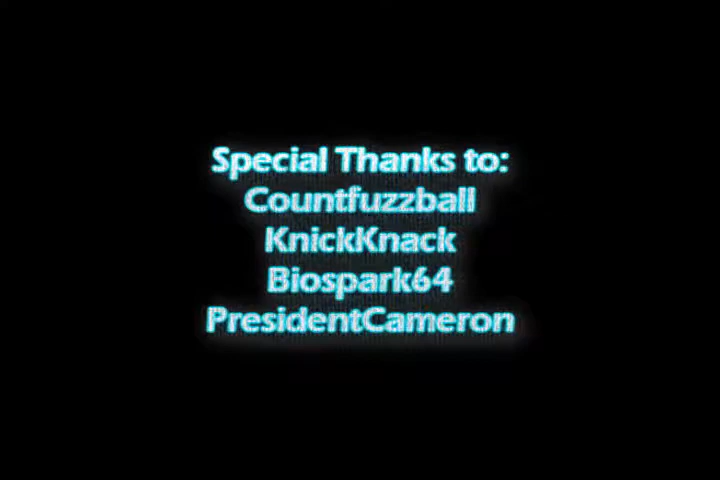 Special Thanks to:
Countfuzzball
KnickKnack
Biospark64
PresidentCameron